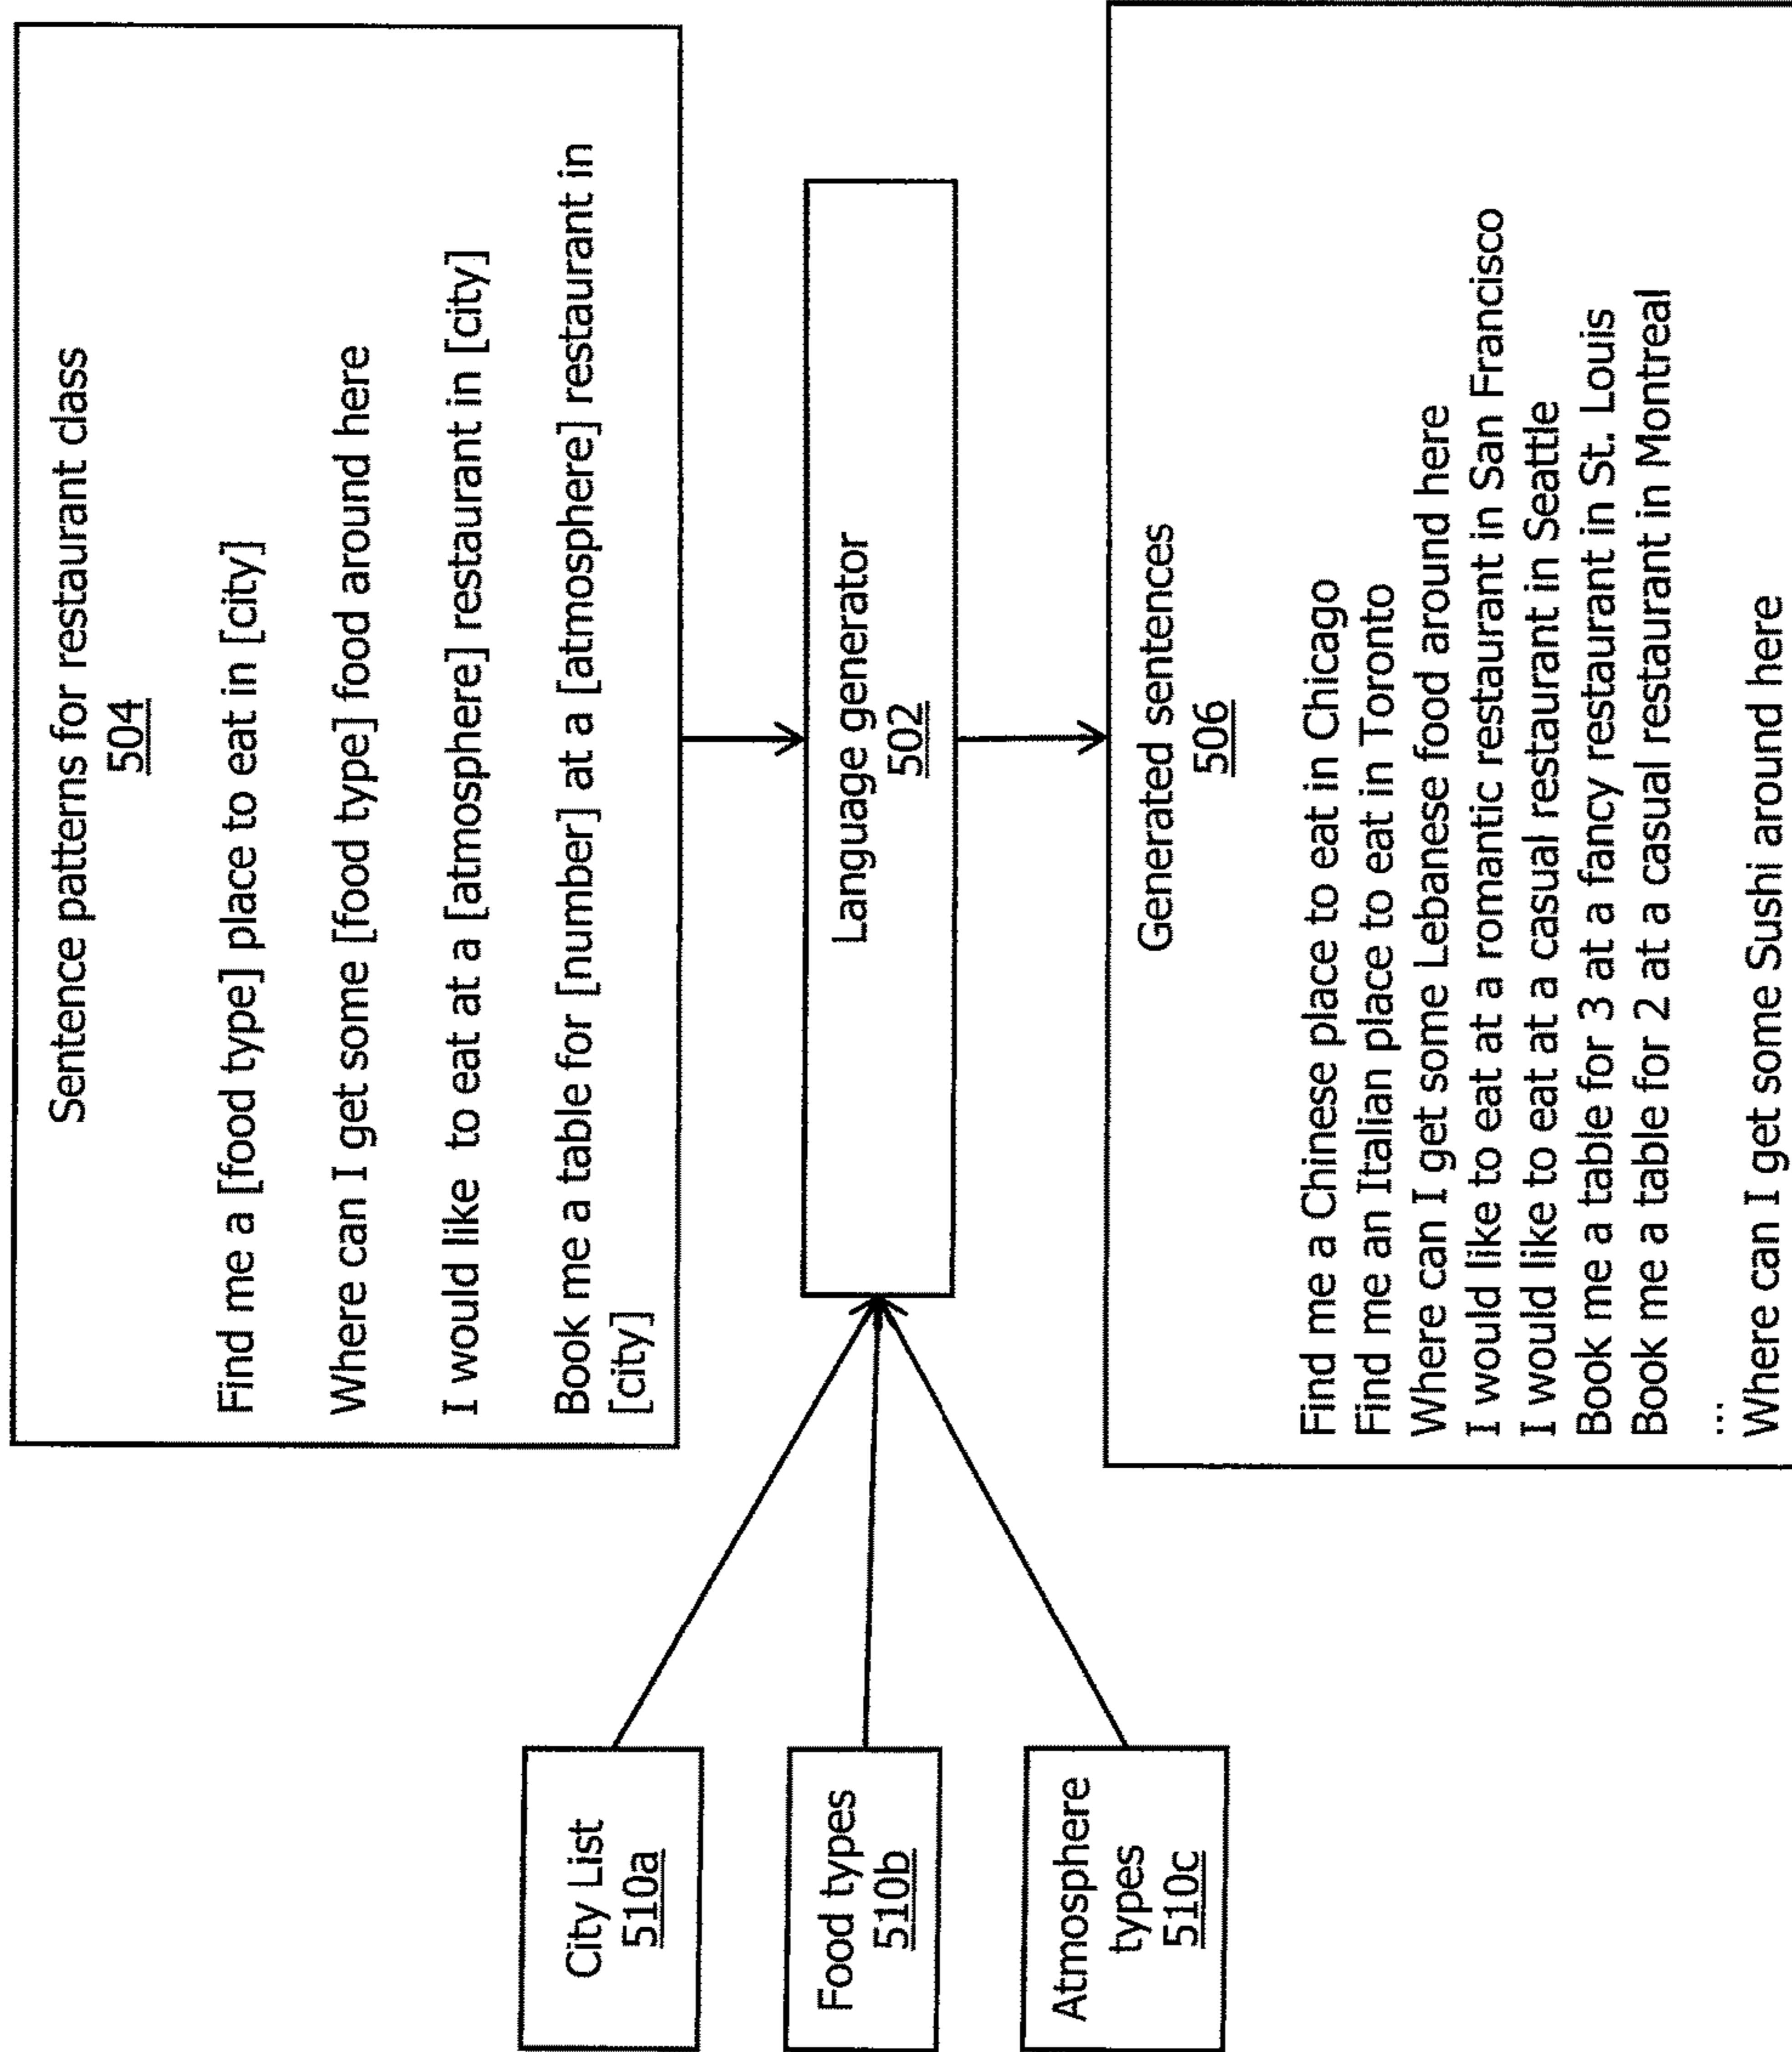 Sentence patterns for restaurant class
504
Find me a [food type] place to eat in [city]
Where can I get some [food type] food around here
I would like to eat at a [atmosphere] restaurant in [city]
Book me a table for [number] at a [atmosphere] restaurant in
[city]
City List
510a
Food types
510b
Atmosphere
types
510c
Language generator
502
Generated sentences
506
Find me a Chinese place to eat in Chicago
Find me an Italian place to eat in Toronto
Where can I get some Lebanese food around here
I would like to eat at a romantic restaurant in San Francisco
I would like to eat at a casual restaurant in Seattle
Book me a table for 3 at a fancy restaurant in St. Louis
Book me a table for 2 at a casual restaurant in Montreal
...
Where can I get some Sushi around here